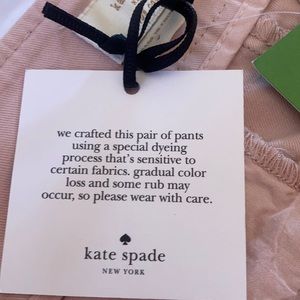 we crafted this pair of pants
using a special dyeing
process that's sensitive to
certain fabrics. gradual color
loss and some rub may
occur, so please wear with care.
kate spade
NEW YORK